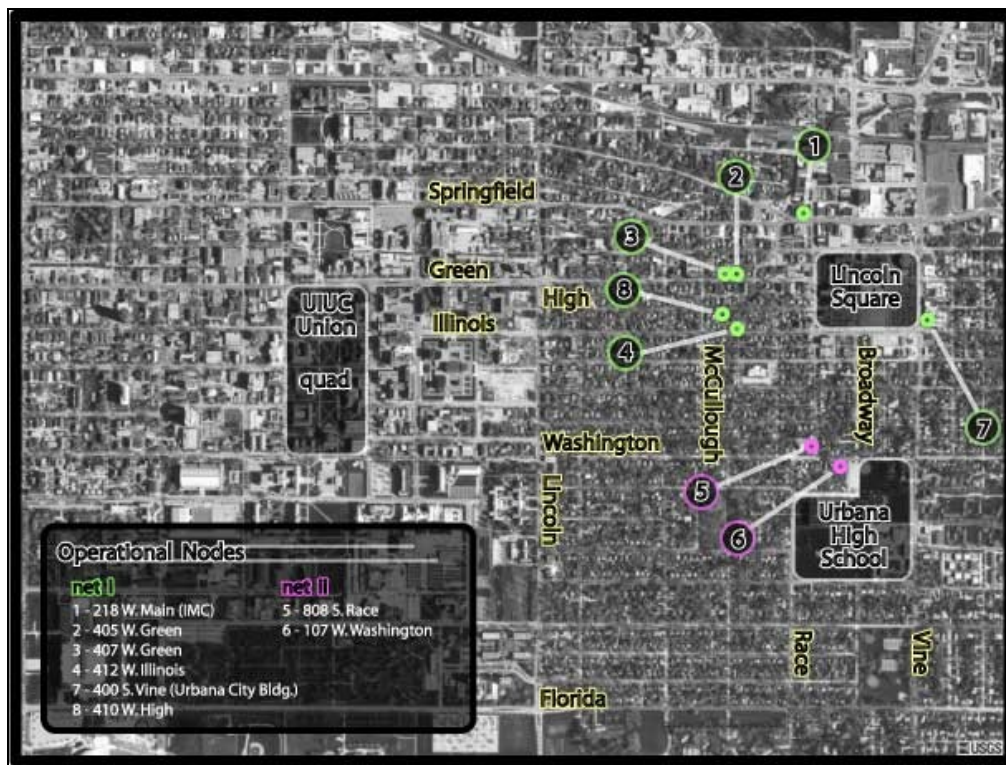 1
2
Springfield
3
Green
Lincoln
Square
8
High
UIUC
Union
Illinois
quad
4
McCullough
Broadway
7
Washington
5
Lincoln
6
Urbana
High
School
Operational Nodes
net I
1 - 218 W. Main (IMC)
2 - 405 W. Green
3 - 407 W. Green
4 - 412 W. Illinois
7 - 400 S. Vine (Urbana City Bldg.)
8 - 410 W. High
net II
5 - 808 S. Race
6 - 107 W. Washington
Race
Vine
Florida
USGS